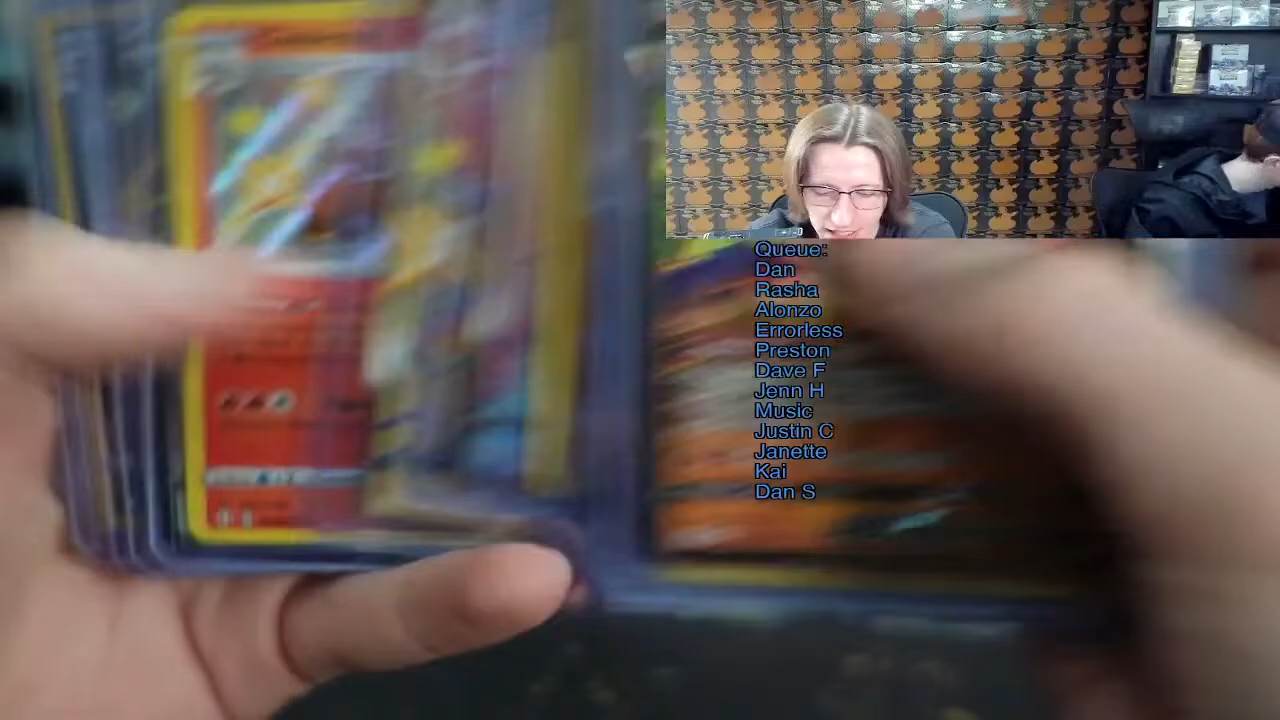 Queue:
Dan
Rasha
Alonzo
Errorless
Preston
Dave F
Jenn H
Music
Justin C
Janette
Kai
Dan S